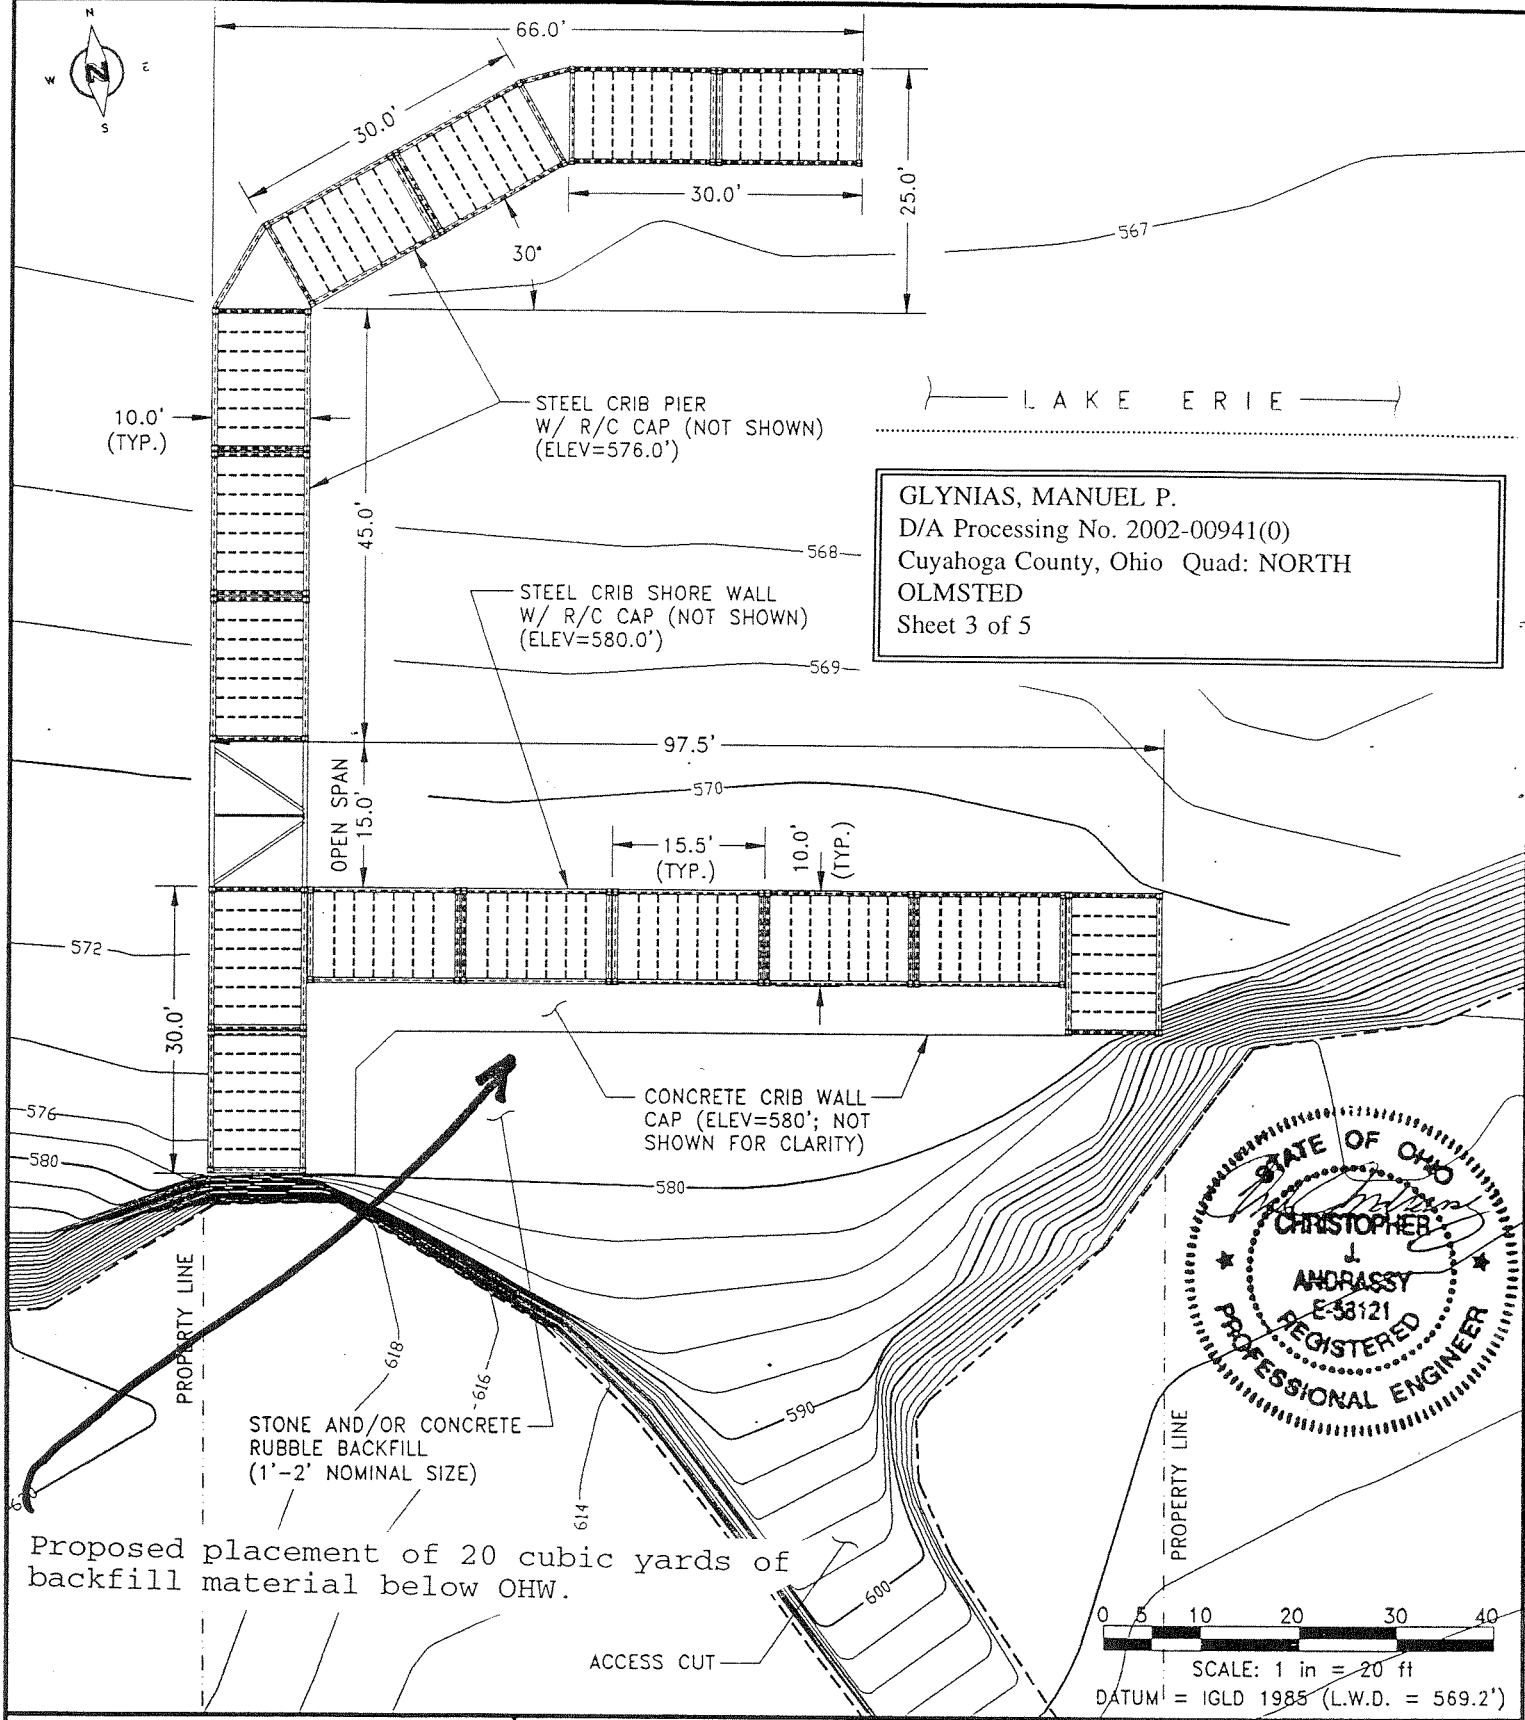 N
W
E
S
N
66.0'
30.0'
30.0'
25.0'
30°
567
10.0'
(TYP.)
45.0'
STEEL CRIB PIER
W/ R/C CAP (NOT SHOWN)
(ELEV=576.0')
LAKE ERIE
GLYNIAS, MANUEL P.
D/A Processing No. 2002-00941(0)
Cuyahoga County, Ohio Quad: NORTH
OLMSTED
Sheet 3 of 5
568
STEEL CRIB SHORE WALL
W/ R/C CAP (NOT SHOWN)
(ELEV=580.0')
569
97.5'
OPEN SPAN
15.0'
570
15.5'
(TYP.)
10.0'
(TYP.)
572
30.0'
576
580
CONCRETE CRIB WALL
CAP (ELEV=580'; NOT
SHOWN FOR CLARITY)
580
STATE OF OHIO
CHRISTOPHER
J.
ANDRASSY
E-58121
REGISTERED
PROFESSIONAL ENGINEER
PROPERTY LINE
618
616
614
590
STONE AND/OR CONCRETE
RUBBLE BACKFILL
(1'-2' NOMINAL SIZE)
PROPERTY LINE
Proposed placement of 20 cubic yards of
backfill material below OHW.
600
ACCESS CUT
0 5 10 20 30 40
SCALE: 1 in = 20 ft
DATUM = IGLD 1985 (L.W.D. = 569.2')